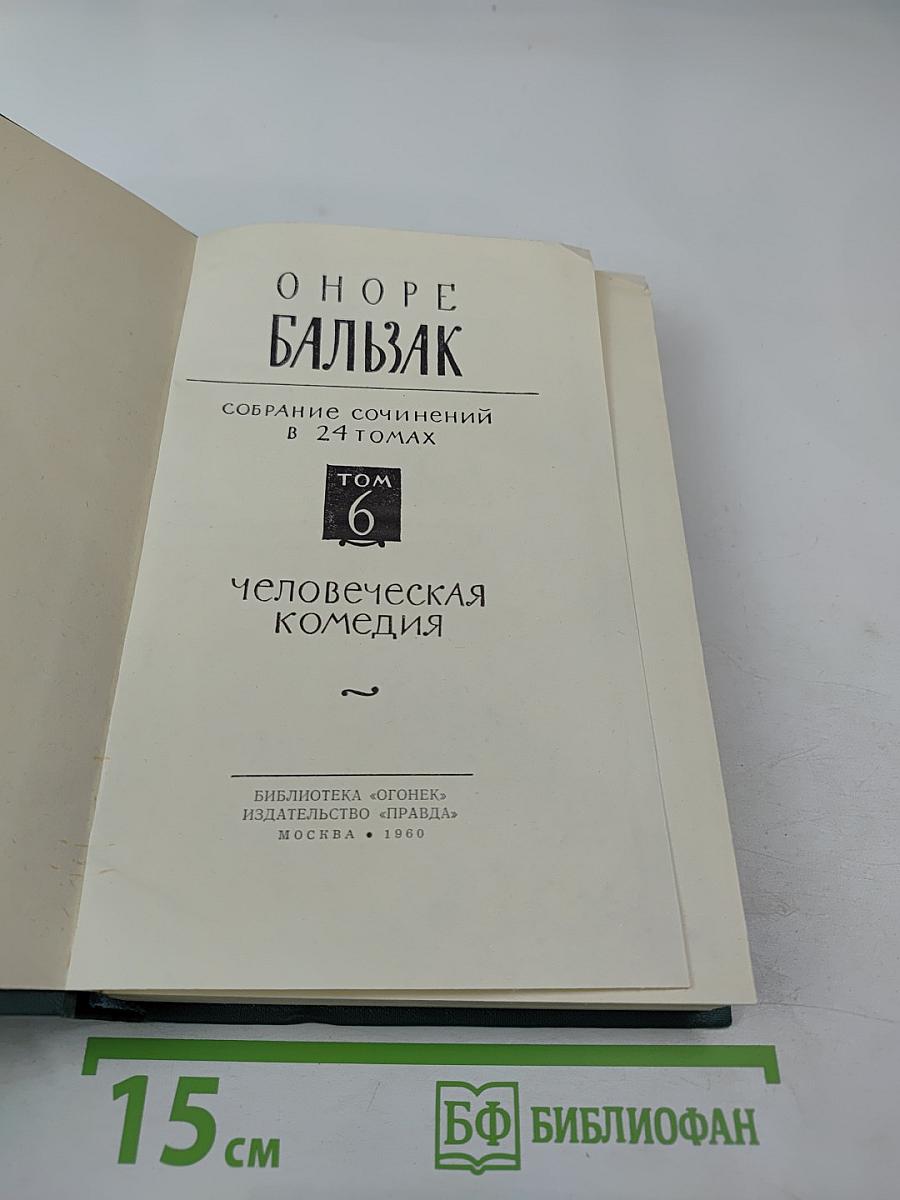 ОНОРЕ
БАЛЬЗАК
СОБРАНИЕ СОЧИНЕНИЙ
В 24 ТОМАХ
ТОМ
6
ЧЕЛОВЕЧЕСКАЯ
КОМЕДИЯ
БИБЛИОТЕКА «ОГОНЕК»
ИЗДАТЕЛЬСТВО «ПРАВДА»
МОСКВА • 1960
15 см
БФ БИБЛИОФАН